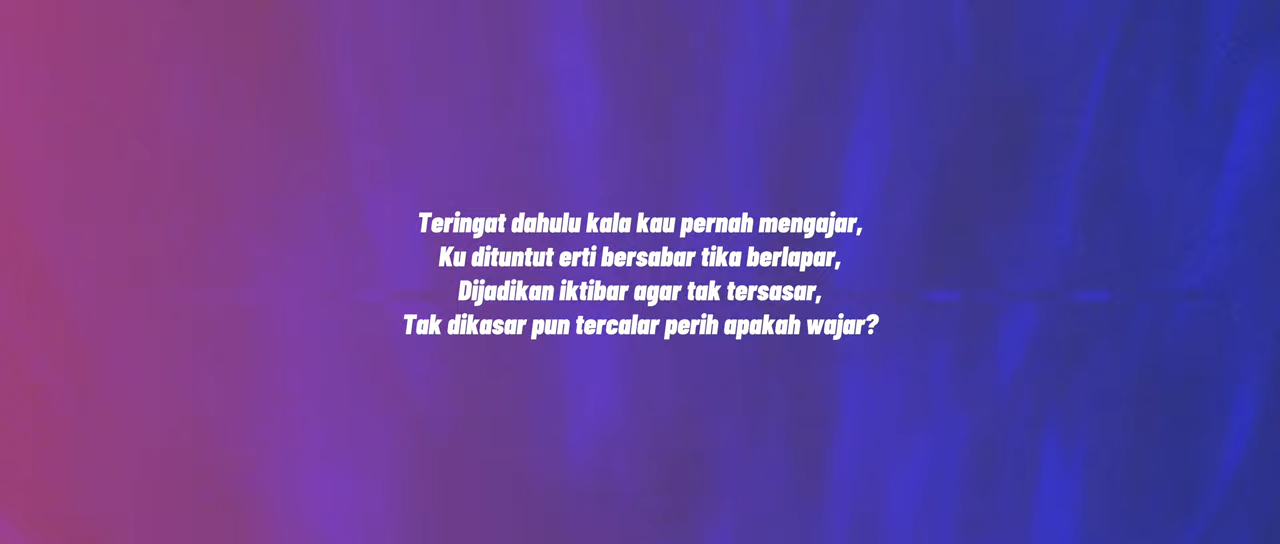 Teringat dahulu kala kau pernah mengajar,
Ku dituntut erti bersabar tika berlapar,
Dijadikan iktibar agar tak tersasar,
Tak dikasar pun tercalar perih apakah wajar?